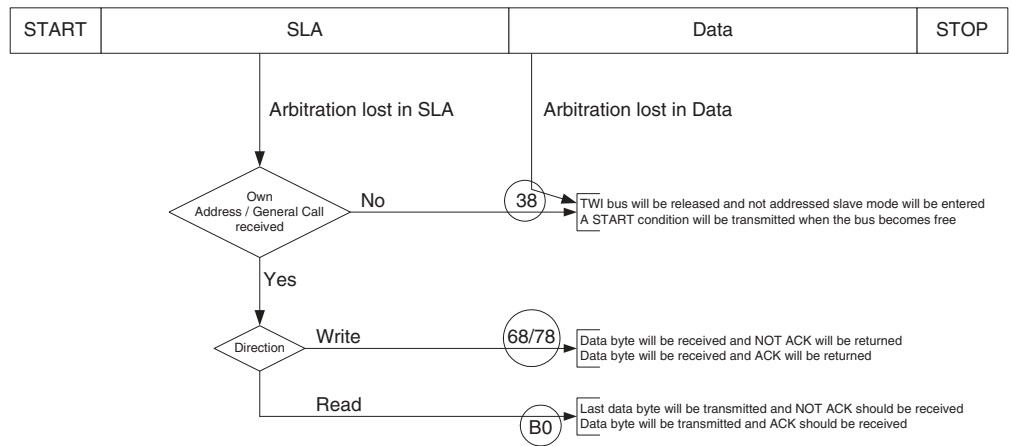 START SLA Data STOP
Arbitration lost in SLA Arbitration lost in Data
Own
Address / General Call
received
No
38
TWI bus will be released and not addressed slave mode will be entered
A START condition will be transmitted when the bus becomes free
Yes
Direction
Write
68/78
Data byte will be received and NOT ACK will be returned
Data byte will be received and ACK will be returned
Read
B0
Last data byte will be transmitted and NOT ACK should be received
Data byte will be transmitted and ACK should be received